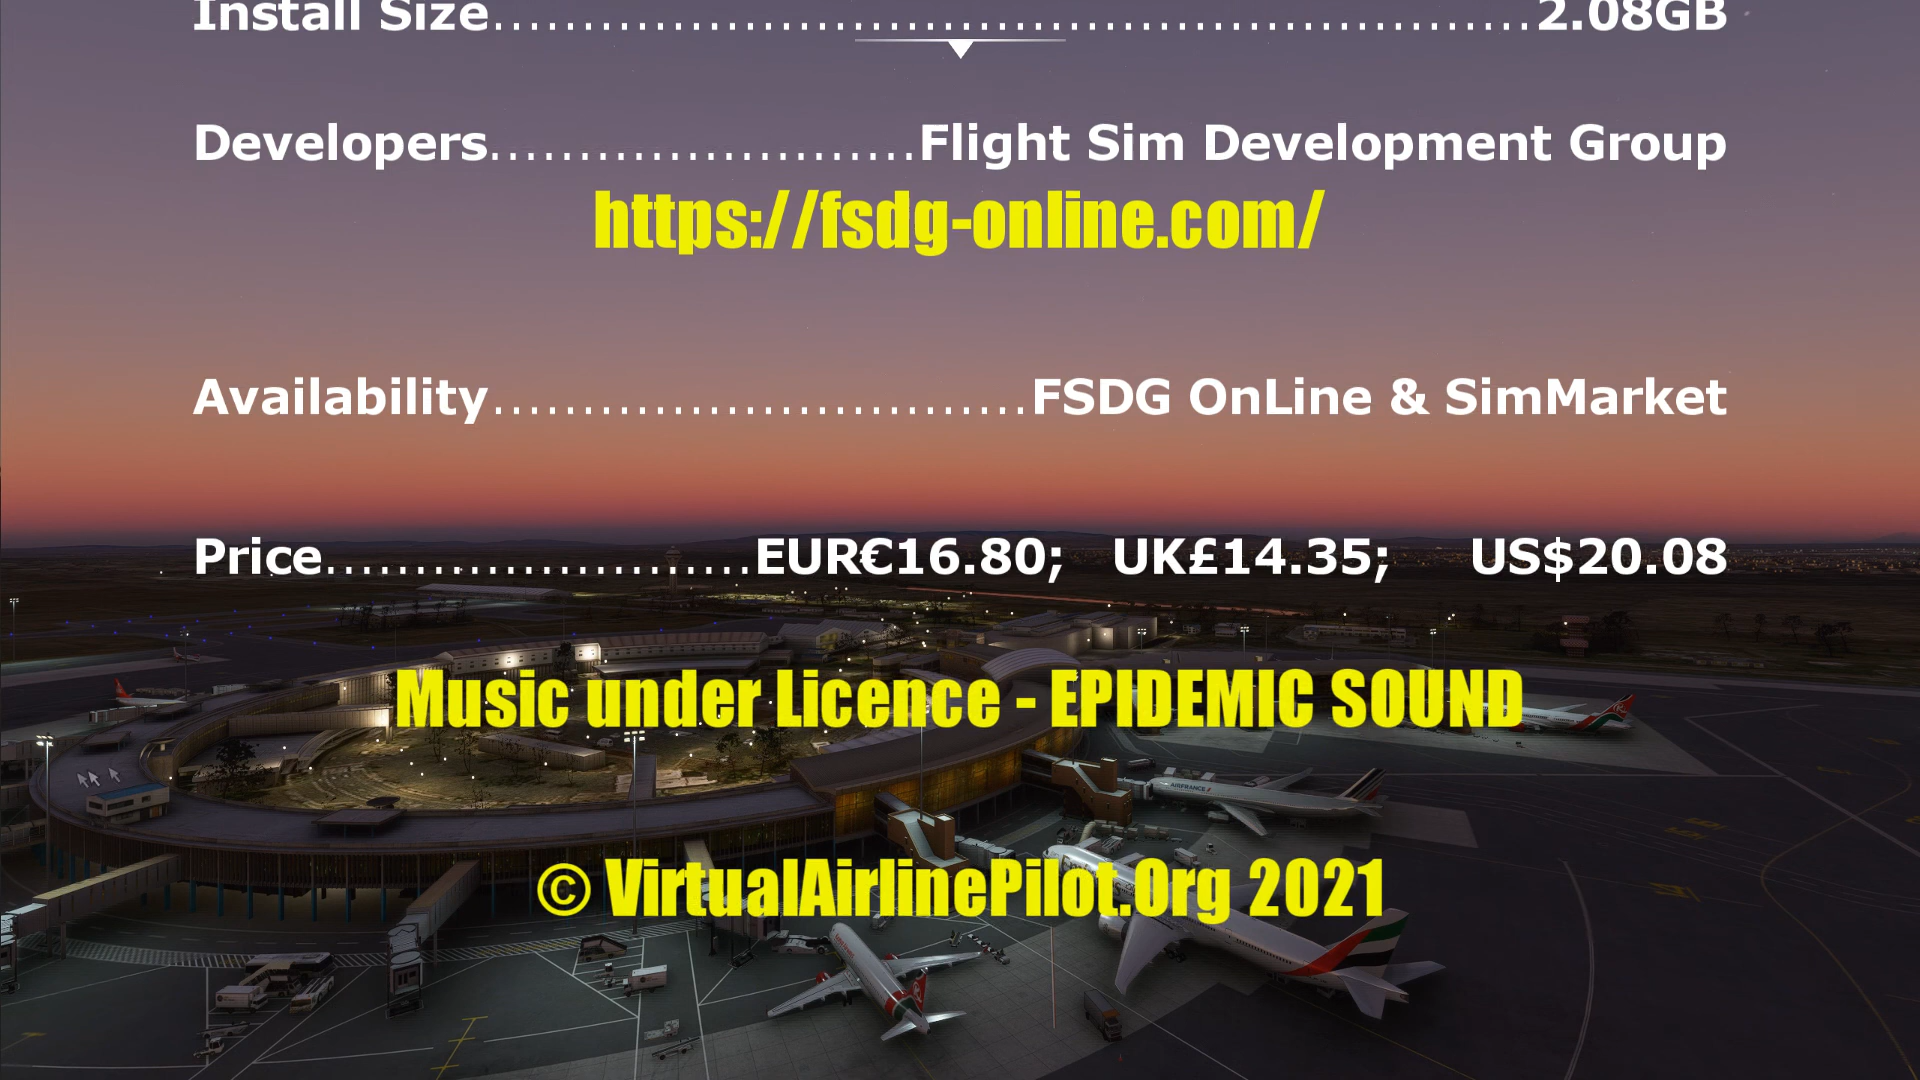 Install Size.........................................................2.08GB
Developers........................Flight Sim Development Group
https://fsdg-online.com/
Availability..............................FSDG OnLine & SimMarket
Price........................EUR€16.80; UK£14.35; US$20.08
Music under Licence - EPIDEMIC SOUND
AIRFRANCE
© VirtualAirlinePilot.Org 2021